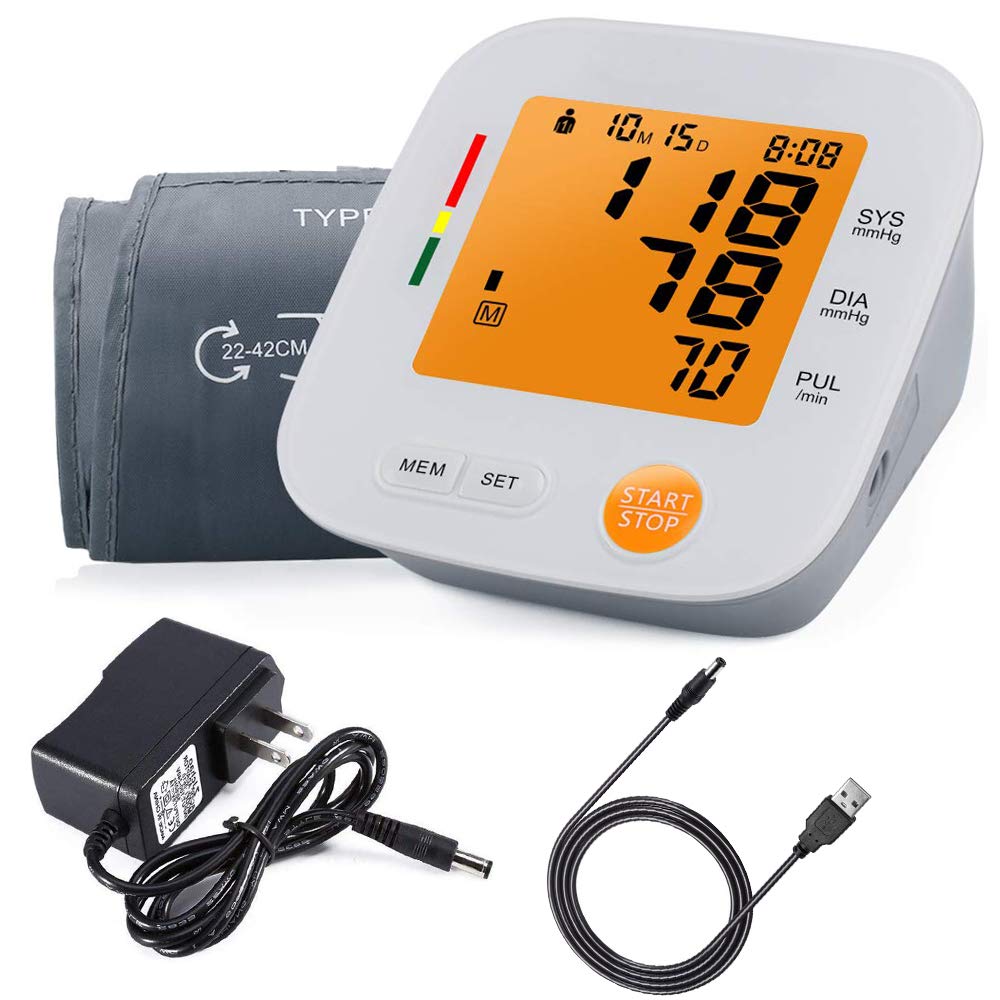 TYPE
22-42CM
10M 15D 8:08
118
SYS
mmHg
78
DIA
mmHg
M
70
PUL
/min
MEM
SET
START
STOP